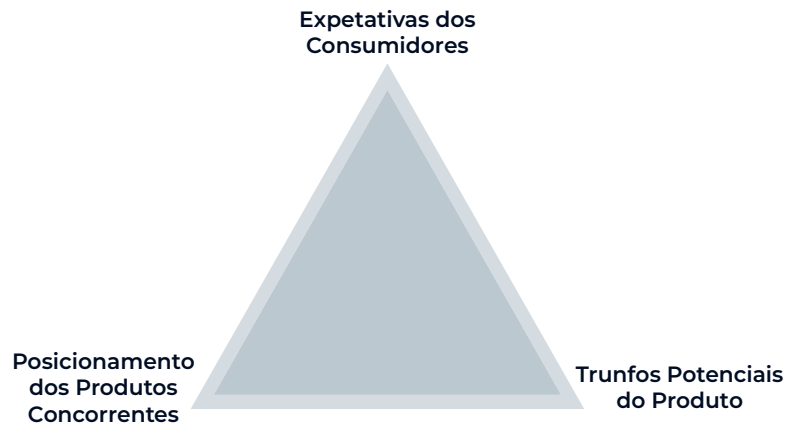 Expetativas dos
Consumidores
Posicionamento
dos Produtos
Concorrentes
Trunfos Potenciais
do Produto